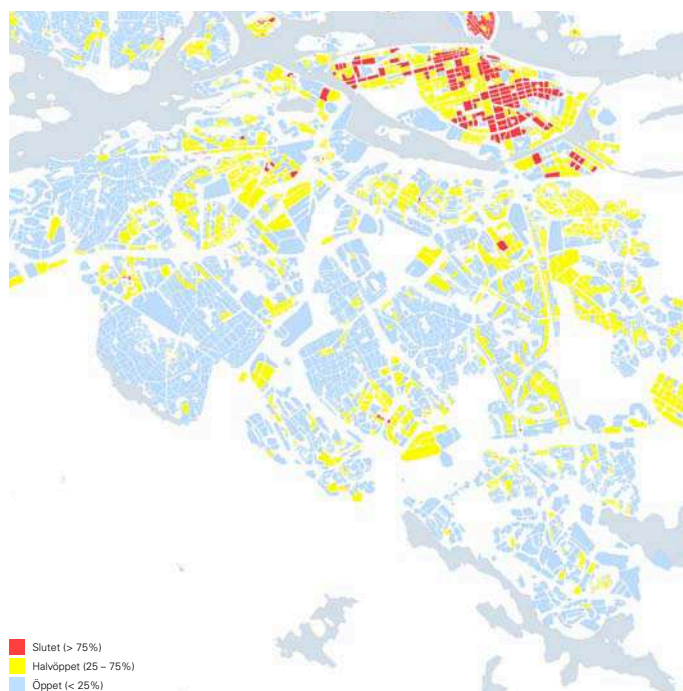 Slutet (> 75%)
Halvöppet (25 – 75%)
Öppet (< 25%)